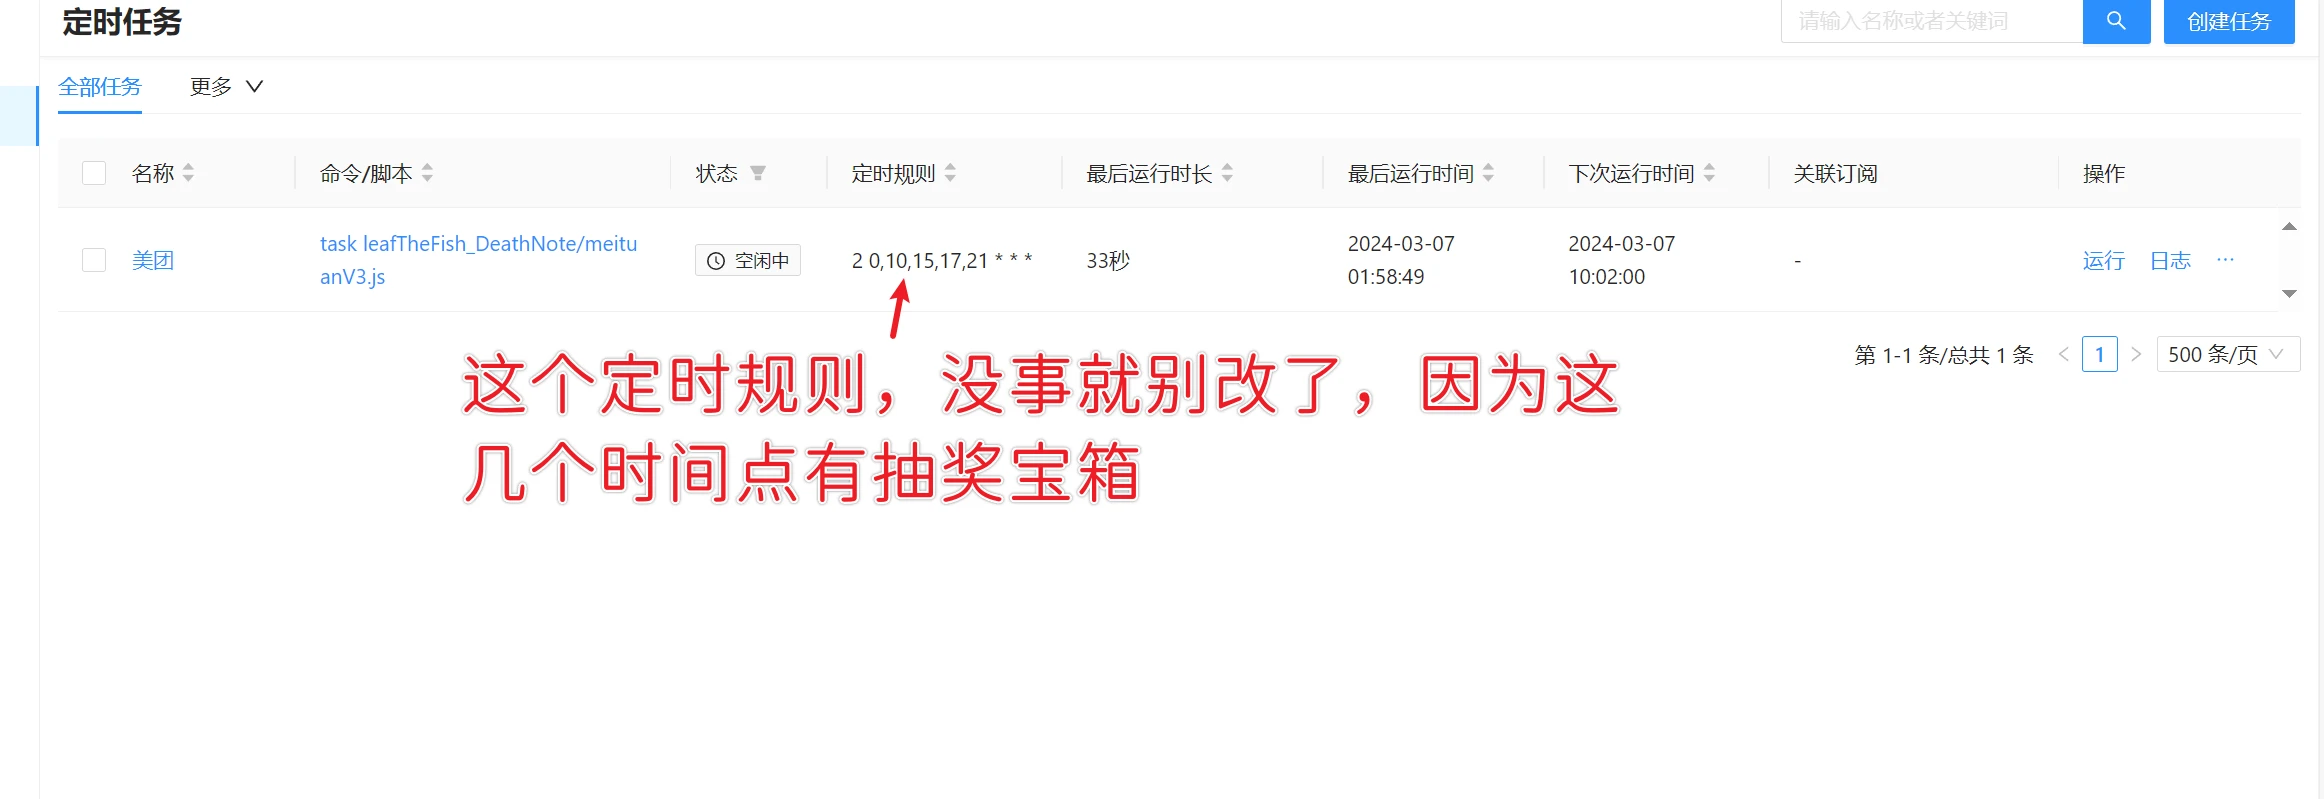 定时任务
请输入名称或者关键词
创建任务
全部任务 更多
名称 命令/脚本 状态 定时规则 最后运行时长 最后运行时间 下次运行时间 关联订阅 操作
美团 task leafTheFish_DeathNote/meitu 空闲中 2 0,10,15,17,21 * * * 33秒 2024-03-07 2024-03-07 - 运行 日志 ...
anV3.js 01:58:49 10:02:00
第 1-1 条/总共 1 条 < 1 > 500 条/页
这个定时规则，没事就别改了，因为这
几个时间点有抽奖宝箱